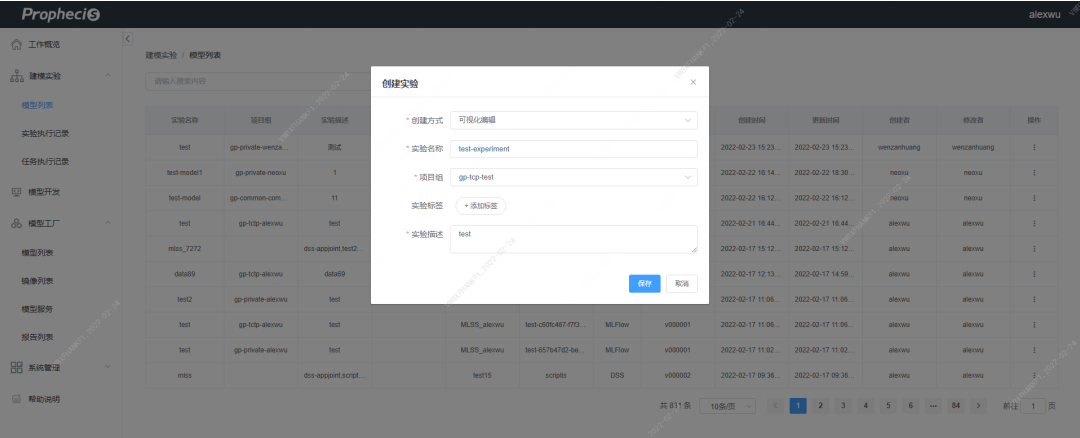 Prophecis
alexwu
工作概览
建模实验
模型列表
实验执行记录
任务执行记录
模型开发
模型工厂
模型列表
镜像列表
模型服务
报告列表
系统管理
帮助说明
建模实验 / 模型列表
请输入搜索内容
实验名称 项目组 实验描述 创建时间 更新时间 创建者 修改者 操作
test gp-private-wenza... 测试 2022-02-23 15:23... 2022-02-23 15:23... wenzanhuang wenzanhuang
test-model1 gp-private-neoxu 1 2022-02-22 16:14... 2022-02-22 18:30... neoxu neoxu
test-model gp-common-com... 11 2022-02-22 16:12... 2022-02-22 16:12... neoxu neoxu
test gp-tctp-alexwu test 2022-02-21 16:44... 2022-02-21 16:44... alexwu alexwu
mlss_7272 dss-appjoint,test2... 2022-02-17 15:12... 2022-02-17 15:12... alexwu alexwu
data69 gp-tctp-alexwu data69 2022-02-17 12:13... 2022-02-17 14:59... alexwu alexwu
test2 gp-private-alexwu test 2022-02-17 11:06... 2022-02-17 11:06... alexwu alexwu
test gp-tctp-alexwu test MLSS_alexwu test-c60fc467-f7f3... MLFlow v000001 2022-02-17 11:06... 2022-02-17 11:06... alexwu alexwu
test gp-private-alexwu test MLSS_alexwu test-657b47d2-be... MLFlow v000001 2022-02-17 11:02... 2022-02-17 11:02... alexwu alexwu
mlss dss-appjoint,script... test15 scriptis DSS v000002 2022-02-17 09:36... 2022-02-17 09:36... alexwu alexwu
共 831 条 10条/页 1 2 3 4 5 6 ••• 84 前往 1 页
创建实验
* 创建方式 可视化编辑
* 实验名称 test-experiment
* 项目组 gp-tcp-test
实验标签 + 添加标签
* 实验描述 test
保存 取消